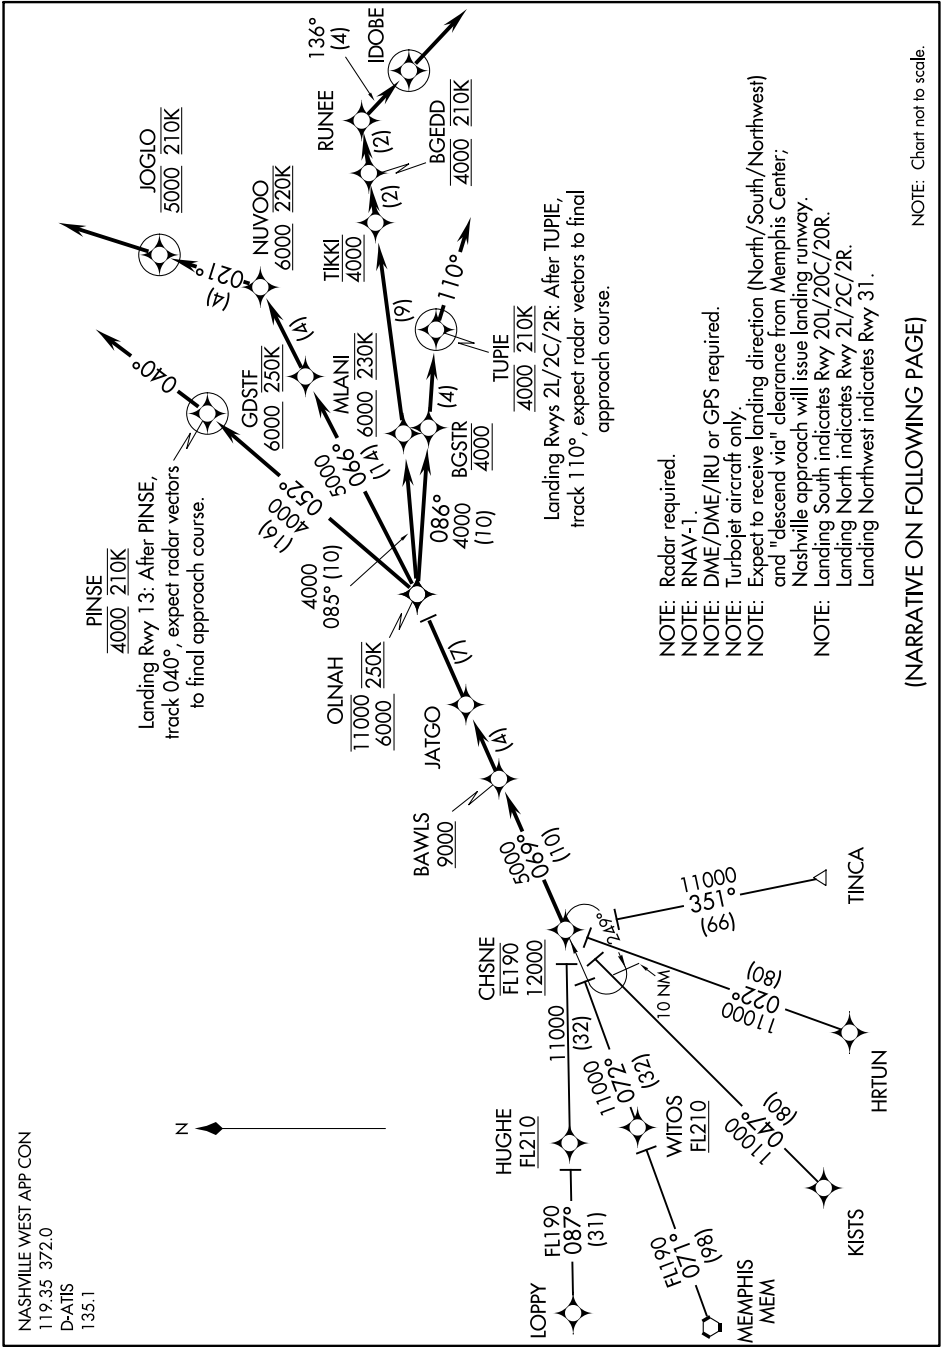 NASHVILLE WEST APP CON
119.35 372.0
D-ATIS
135.1
N
LOPPY
FL190
087°
(31)
HUGHE
FL210
11000
(32)
MEMPHIS
MEM
FL190
071°
(98)
WITOS
FL210
11000
072°
(32)
KISTS
11000
047°
(80)
HRTUN
11000
022°
(80)
TINCA
11000
351°
(66)
CHSNE
FL190
12000
249°
10 NM
5000
069°
(10)
BAWLS
9000
(4)
JATGO
(7)
OLNAH
11000 250K
6000
PINSE
4000 210K
Landing Rwy 13: After PINSE,
track 040°, expect radar vectors
to final approach course.
4000
052°
(16)
040°
4000
085° (10)
5000
066°
(14)
GDSTF
6000 250K
(4)
NUVOO
6000 220K
021°
(4)
JOGLO
5000 210K
MLANI
6000 230K
(9)
TIKKI
4000
(2)
BGEDD
4000 210K
(2)
RUNEE
136°
(4)
IDOBE
086°
4000
(10)
BGSTR
4000
(4)
TUPIE
4000 210K
110°
Landing Rwys 2L/2C/2R: After TUPIE,
track 110°, expect radar vectors to final
approach course.
NOTE: Radar required.
NOTE: RNAV-1.
NOTE: DME/DME/IRU or GPS required.
NOTE: Turbojet aircraft only.
NOTE: Expect to receive landing direction (North/South/Northwest)
and "descend via" clearance from Memphis Center;
Nashville approach will issue landing runway.
NOTE: Landing South indicates Rwy 20L/20C/20R.
Landing North indicates Rwy 2L/2C/2R.
Landing Northwest indicates Rwy 31.
(NARRATIVE ON FOLLOWING PAGE)
NOTE: Chart not to scale.